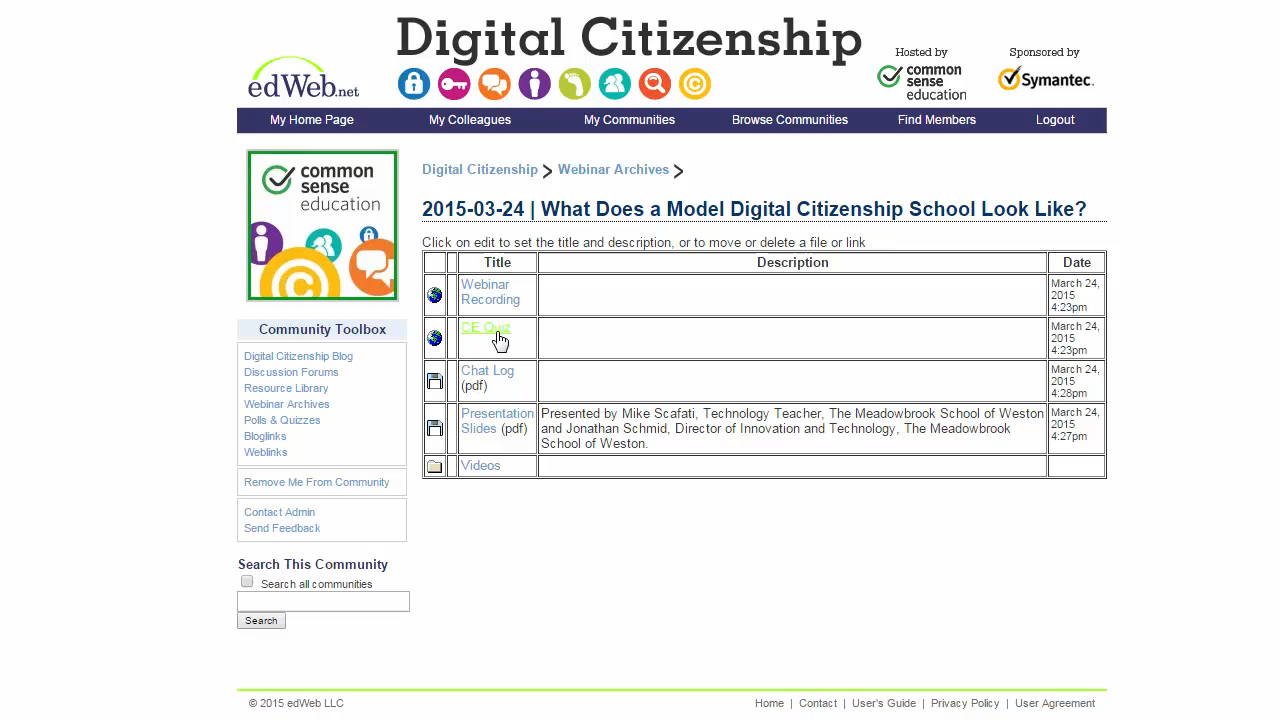 Digital Citizenship
edWeb.net
Hosted by
common
sense
education
Sponsored by
Symantec.
My Home Page
My Colleagues
My Communities
Browse Communities
Find Members
Logout
common
sense
education
Digital Citizenship
Webinar Archives
2015-03-24 | What Does a Model Digital Citizenship School Look Like?
Click on edit to set the title and description, or to move or delete a file or link
Title
Description
Date
Webinar
Recording
March 24,
2015
4:23pm
CE Quiz
March 24,
2015
4:23pm
Chat Log
(pdf)
March 24,
2015
4:28pm
Presentation
Slides (pdf)
Presented by Mike Scafati, Technology Teacher, The Meadowbrook School of Weston
and Jonathan Schmid, Director of Innovation and Technology, The Meadowbrook
School of Weston.
March 24,
2015
4:27pm
Videos
Community Toolbox
Digital Citizenship Blog
Discussion Forums
Resource Library
Webinar Archives
Polls & Quizzes
Bloglinks
Weblinks
Remove Me From Community
Contact Admin
Send Feedback
Search This Community
Search all communities
Search
© 2015 edWeb LLC
Home | Contact | User's Guide | Privacy Policy | User Agreement